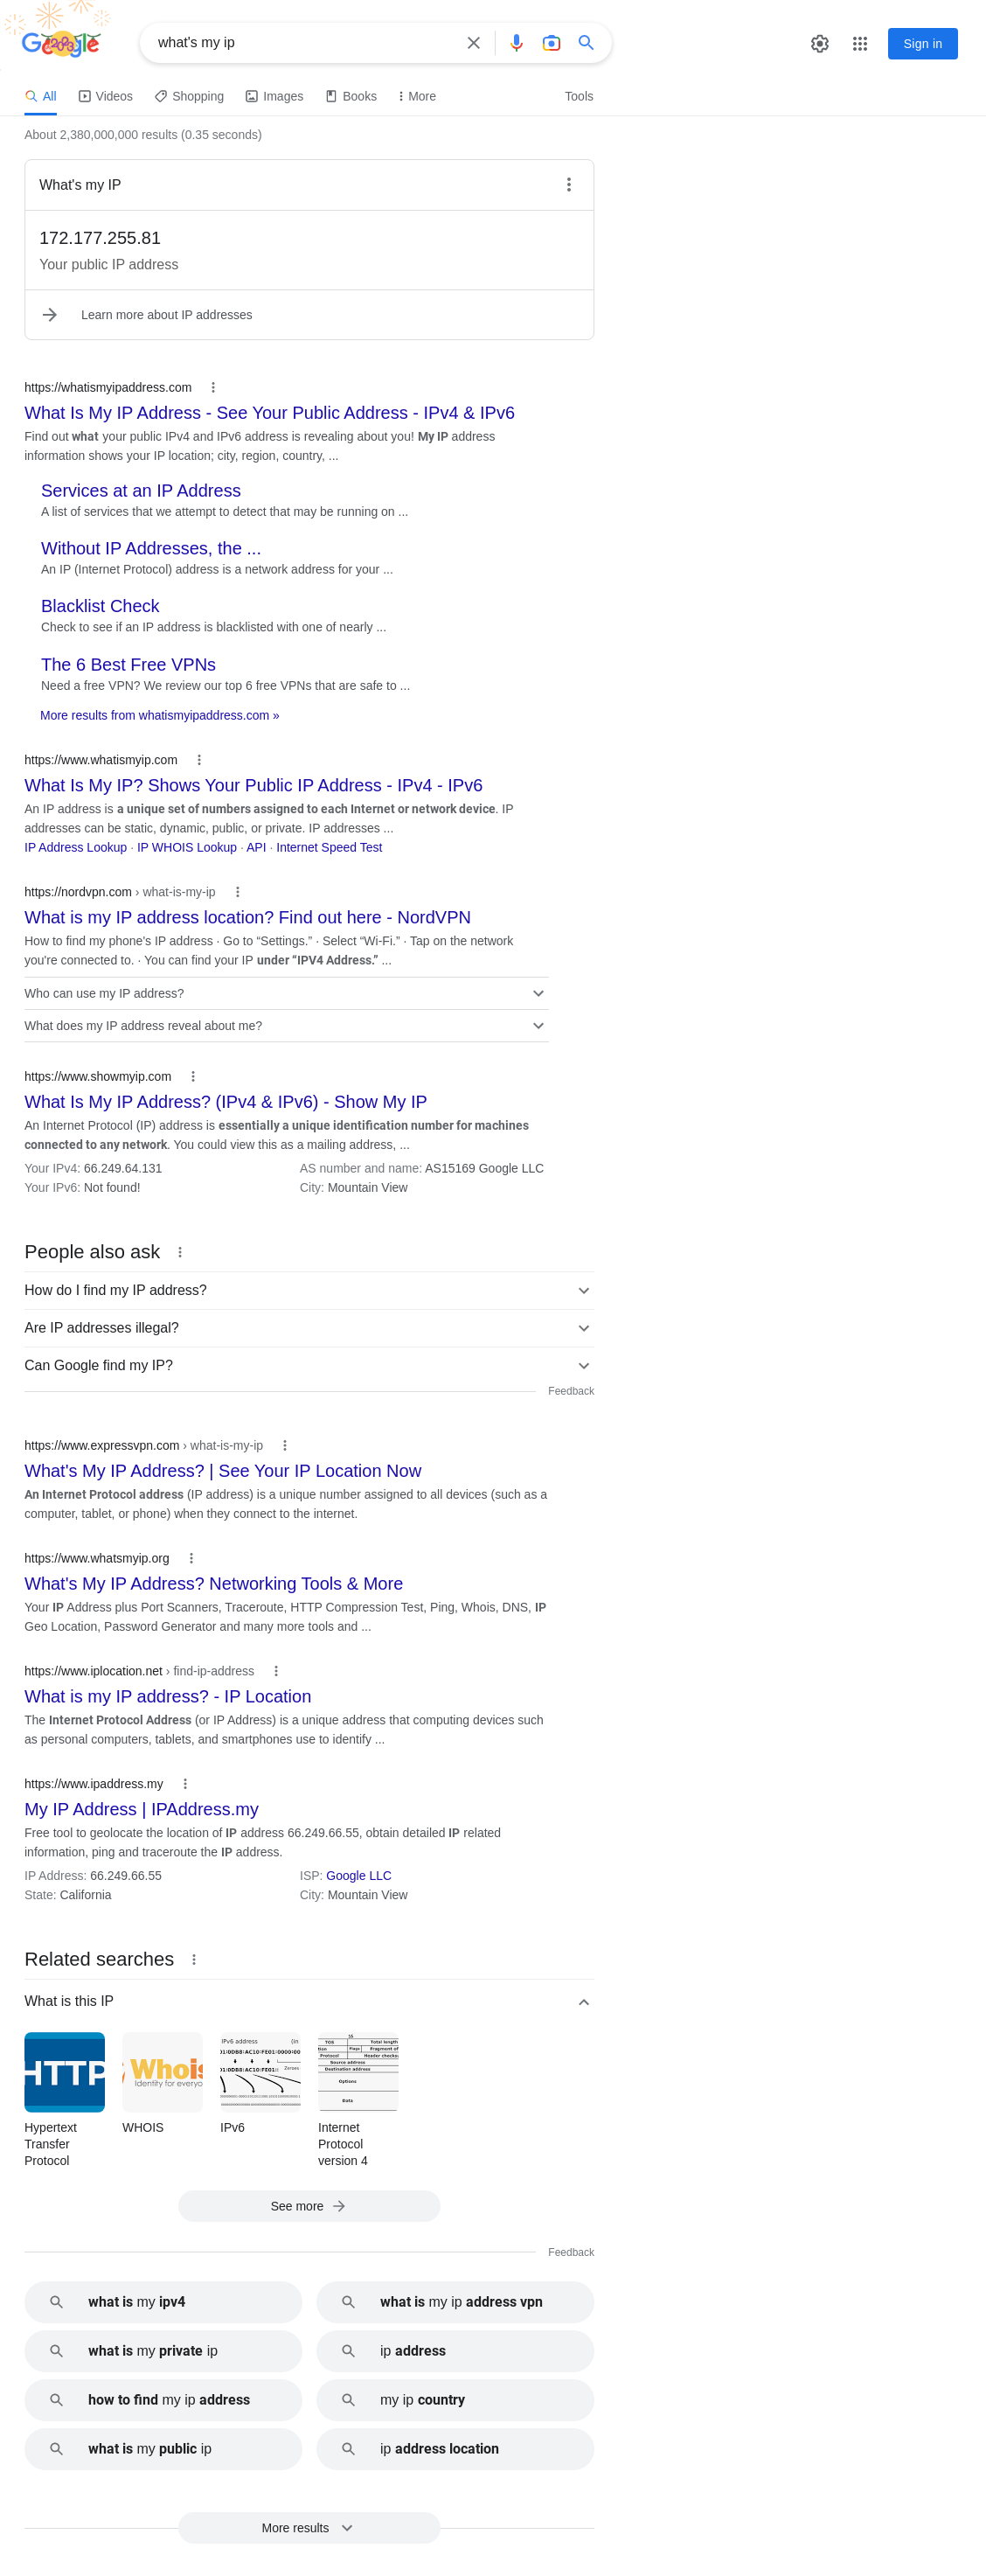 Google
what's my ip
Sign in
All
Videos
Shopping
Images
Books
More
Tools
About 2,380,000,000 results (0.35 seconds)
What's my IP
172.177.255.81
Your public IP address
Learn more about IP addresses
https://whatismyipaddress.com
What Is My IP Address - See Your Public Address - IPv4 & IPv6
Find out what your public IPv4 and IPv6 address is revealing about you! My IP address
information shows your IP location; city, region, country, ...
Services at an IP Address
A list of services that we attempt to detect that may be running on ...
Without IP Addresses, the ...
An IP (Internet Protocol) address is a network address for your ...
Blacklist Check
Check to see if an IP address is blacklisted with one of nearly ...
The 6 Best Free VPNs
Need a free VPN? We review our top 6 free VPNs that are safe to ...
More results from whatismyipaddress.com »
https://www.whatismyip.com
What Is My IP? Shows Your Public IP Address - IPv4 - IPv6
An IP address is a unique set of numbers assigned to each Internet or network device. IP
addresses can be static, dynamic, public, or private. IP addresses ...
IP Address Lookup · IP WHOIS Lookup · API · Internet Speed Test
https://nordvpn.com › what-is-my-ip
What is my IP address location? Find out here - NordVPN
How to find my phone's IP address · Go to “Settings.” · Select “Wi-Fi.” · Tap on the network
you're connected to. · You can find your IP under “IPV4 Address.” ...
Who can use my IP address?
What does my IP address reveal about me?
https://www.showmyip.com
What Is My IP Address? (IPv4 & IPv6) - Show My IP
An Internet Protocol (IP) address is essentially a unique identification number for machines
connected to any network. You could view this as a mailing address, ...
Your IPv4: 66.249.64.131
AS number and name: AS15169 Google LLC
Your IPv6: Not found!
City: Mountain View
People also ask
How do I find my IP address?
Are IP addresses illegal?
Can Google find my IP?
Feedback
https://www.expressvpn.com › what-is-my-ip
What's My IP Address? | See Your IP Location Now
An Internet Protocol address (IP address) is a unique number assigned to all devices (such as a
computer, tablet, or phone) when they connect to the internet.
https://www.whatsmyip.org
What's My IP Address? Networking Tools & More
Your IP Address plus Port Scanners, Traceroute, HTTP Compression Test, Ping, Whois, DNS, IP
Geo Location, Password Generator and many more tools and ...
https://www.iplocation.net › find-ip-address
What is my IP address? - IP Location
The Internet Protocol Address (or IP Address) is a unique address that computing devices such
as personal computers, tablets, and smartphones use to identify ...
https://www.ipaddress.my
My IP Address | IPAddress.my
Free tool to geolocate the location of IP address 66.249.66.55, obtain detailed IP related
information, ping and traceroute the IP address.
IP Address: 66.249.66.55
ISP: Google LLC
State: California
City: Mountain View
Related searches
What is this IP
HTTP
Whois
Identity for everyo
IPv6 address (in
Zeroes
TOS Total length
Flags Fragment of
Protocol Header checks
Source address
Destination address
Options
Data
Hypertext
Transfer
Protocol
WHOIS
IPv6
Internet
Protocol
version 4
See more
Feedback
what is my ipv4
what is my ip address vpn
what is my private ip
ip address
how to find my ip address
my ip country
what is my public ip
ip address location
More results